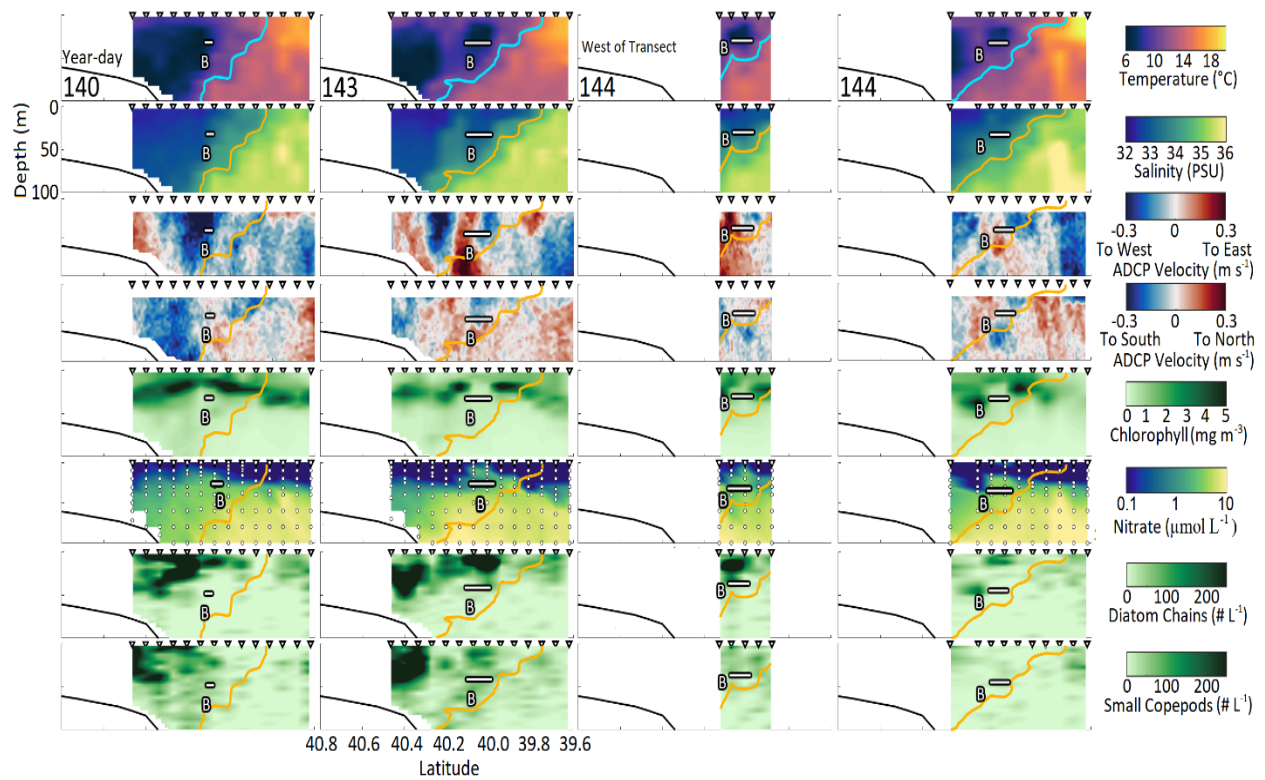 Year-day
140
143
West of Transect
144
144
B
B
B
B
6 10 14 18
Temperature (°C)
Depth (m)
0
50
100
B
B
B
B
32 33 34 35 36
Salinity (PSU)
B
B
B
B
-0.3 0 0.3
To West To East
ADCP Velocity (m s-1)
B
B
B
B
-0.3 0 0.3
To South To North
ADCP Velocity (m s-1)
B
B
B
B
0 1 2 3 4 5
Chlorophyll (mg m-3)
B
B
B
B
0.1 1 10
Nitrate (μmol L-1)
B
B
B
B
0 100 200
Diatom Chains (# L-1)
B
B
B
B
0 100 200
Small Copepods (# L-1)
40.8 40.6 40.4 40.2 40.0 39.8 39.6
Latitude